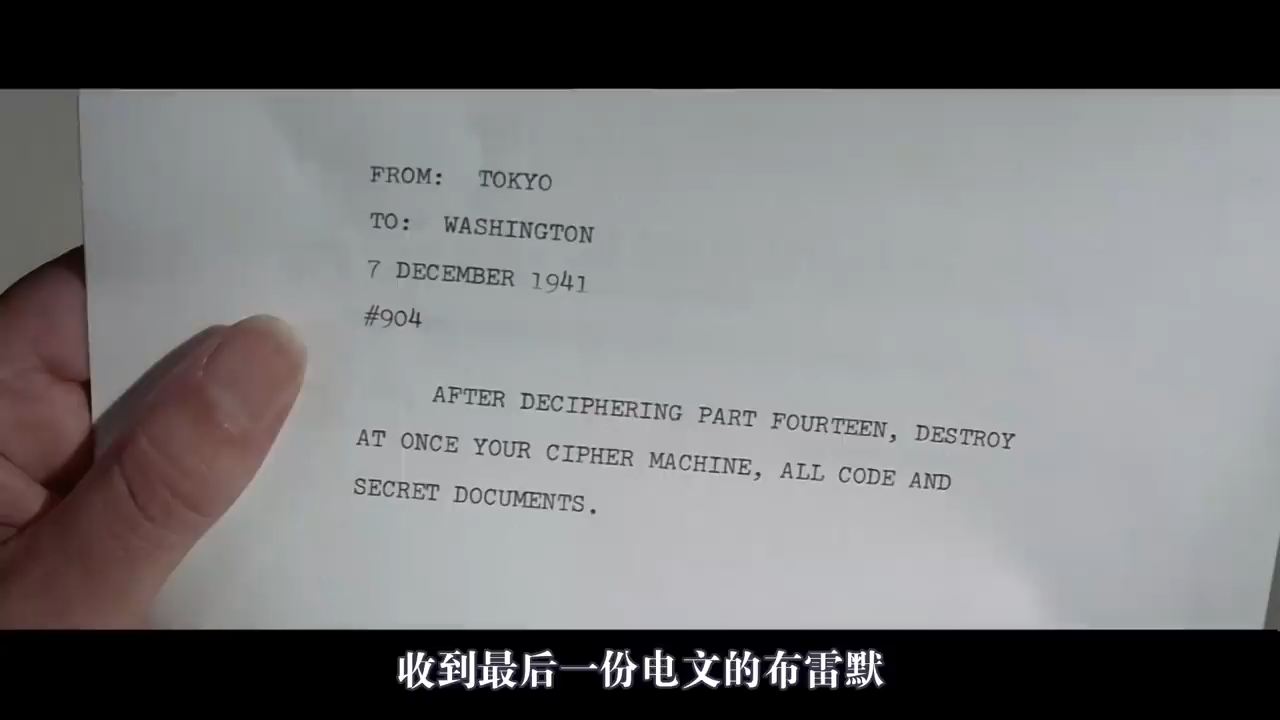 FROM: TOKYO
TO: WASHINGTON
7 DECEMBER 1941
#904
AFTER DECIPHERING PART FOURTEEN, DESTROY
AT ONCE YOUR CIPHER MACHINE, ALL CODE AND
SECRET DOCUMENTS.
收到最后一份电文的布雷默